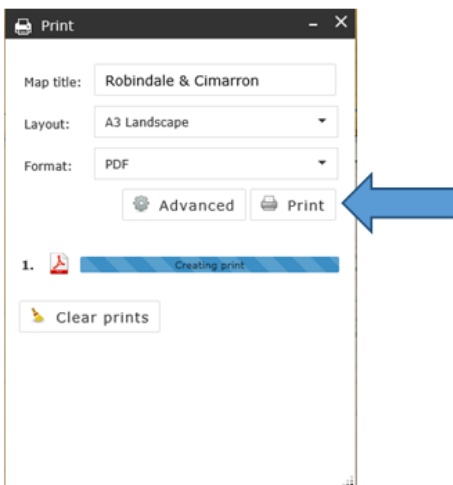 Print
Map title: Robindale & Cimarron
Layout: A3 Landscape
Format: PDF
Advanced Print
1. Creating print
Clear prints